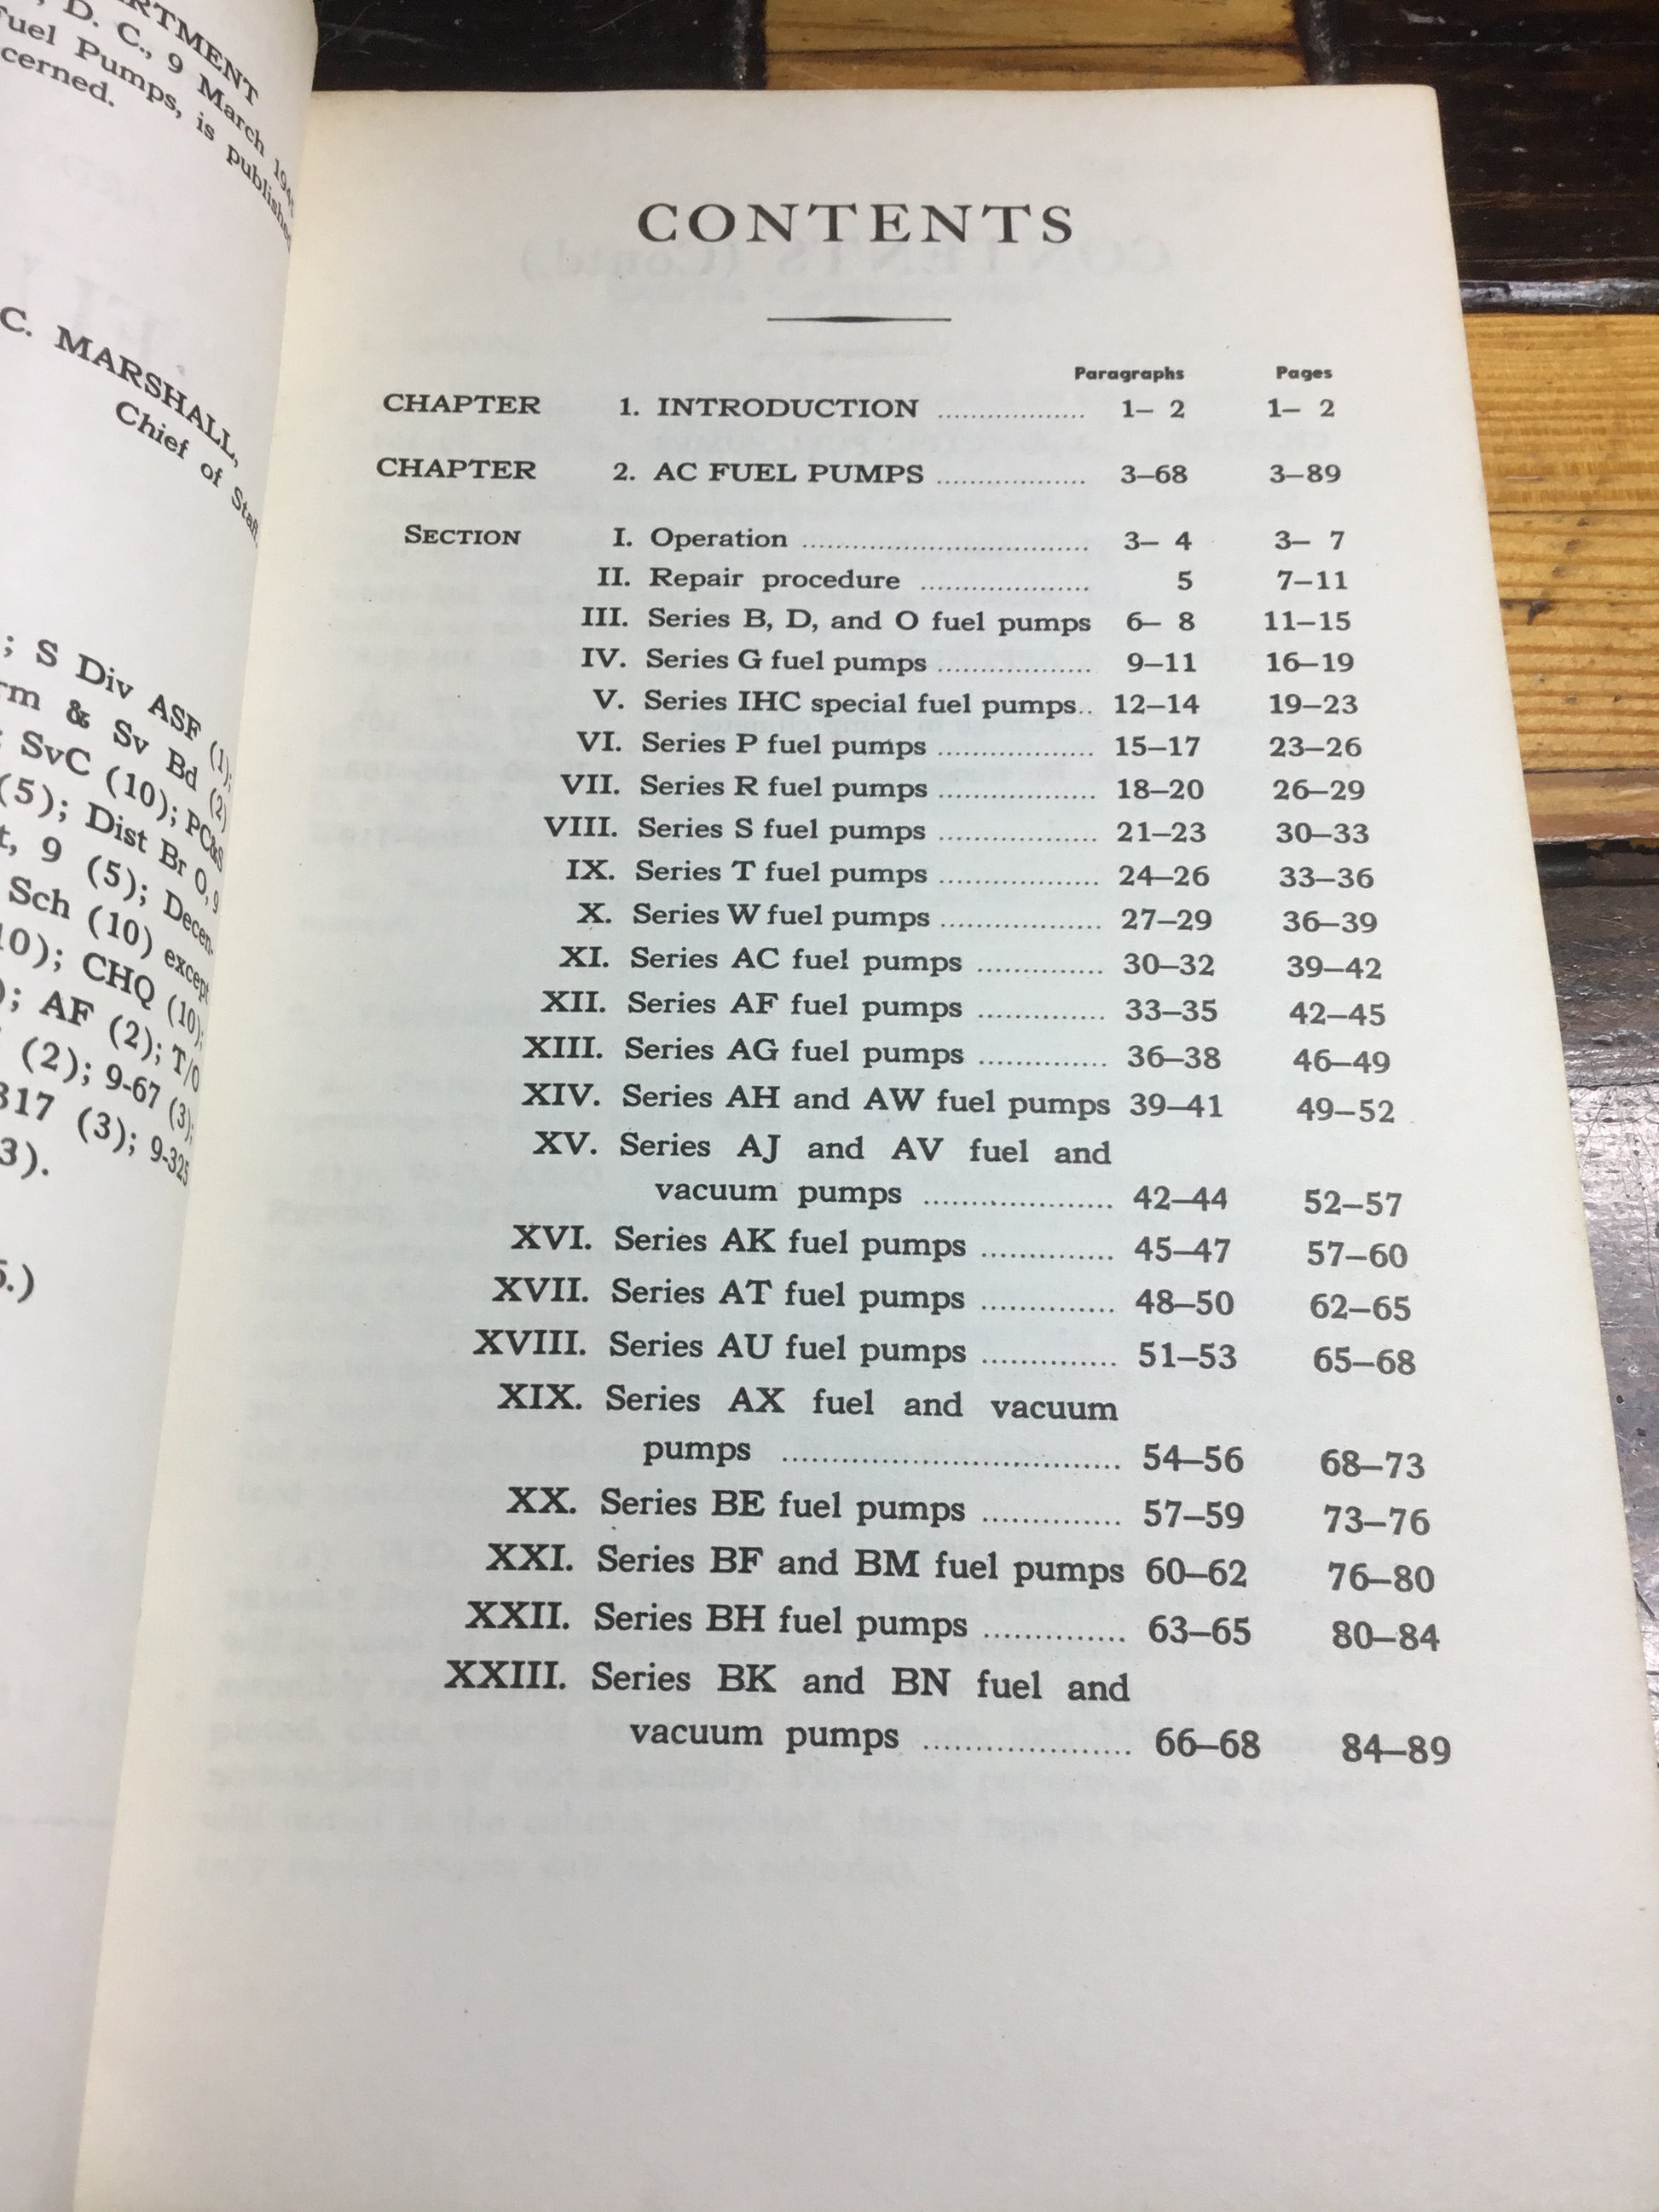 RTMENT
D. C., 9 March 194
Fuel Pumps, is published
cerned.
C. MARSHALL,
Chief of Staff.
; S Div ASF (1);
rm & Sv Bd (2)
; SvC (10); PC&S
(5); Dist Br O, 9
t, 9 (5); Decen-
Sch (10) except
10); CHQ (10);
); AF (2); T/O
(2); 9-67 (3);
317 (3); 9-325
3).
5.)
CONTENTS
Paragraphs Pages
CHAPTER 1. INTRODUCTION .................. 1– 2 1– 2
CHAPTER 2. AC FUEL PUMPS .................. 3–68 3–89
SECTION I. Operation .................................. 3– 4 3– 7
II. Repair procedure .................... 5 7–11
III. Series B, D, and O fuel pumps 6– 8 11–15
IV. Series G fuel pumps .................. 9–11 16–19
V. Series IHC special fuel pumps.. 12–14 19–23
VI. Series P fuel pumps .................. 15–17 23–26
VII. Series R fuel pumps .................. 18–20 26–29
VIII. Series S fuel pumps .................. 21–23 30–33
IX. Series T fuel pumps .................. 24–26 33–36
X. Series W fuel pumps .................. 27–29 36–39
XI. Series AC fuel pumps .............. 30–32 39–42
XII. Series AF fuel pumps .............. 33–35 42–45
XIII. Series AG fuel pumps .............. 36–38 46–49
XIV. Series AH and AW fuel pumps 39–41 49–52
XV. Series AJ and AV fuel and
vacuum pumps ..................... 42–44 52–57
XVI. Series AK fuel pumps .............. 45–47 57–60
XVII. Series AT fuel pumps .............. 48–50 62–65
XVIII. Series AU fuel pumps .............. 51–53 65–68
XIX. Series AX fuel and vacuum
pumps .................................. 54–56 68–73
XX. Series BE fuel pumps .............. 57–59 73–76
XXI. Series BF and BM fuel pumps 60–62 76–80
XXII. Series BH fuel pumps .............. 63–65 80–84
XXIII. Series BK and BN fuel and
vacuum pumps ..................... 66–68 84–89